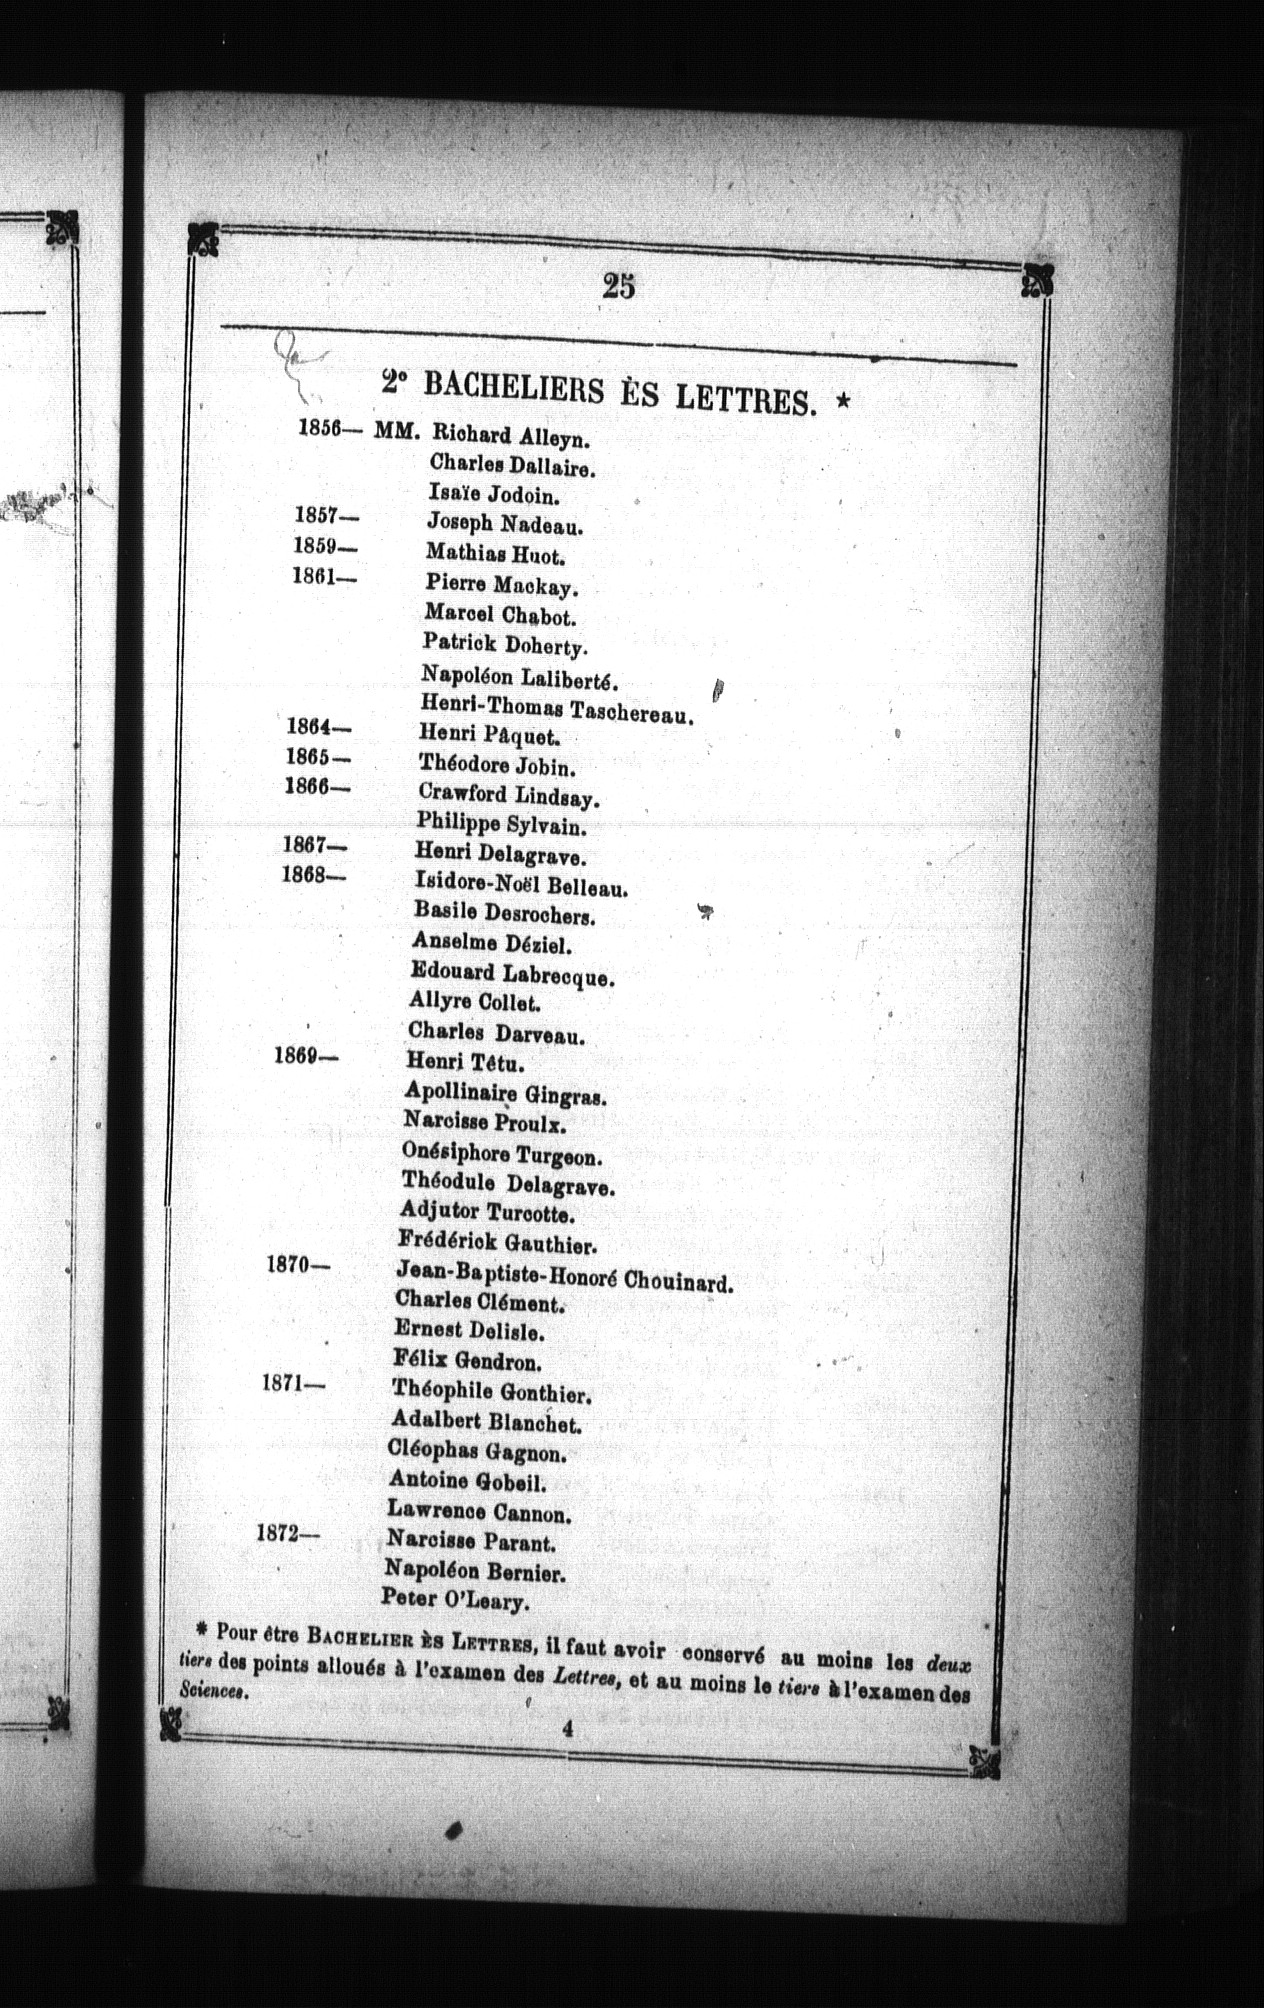 25
2º BACHELIERS ÈS LETTRES. *
1856— MM. Richard Alleyn.
Charles Dallaire.
Isaïe Jodoin.
1857— Joseph Nadeau.
1859— Mathias Huot.
1861— Pierre Mackay.
Marcel Chabot.
Patrick Doherty.
Napoléon Laliberté.
Henri-Thomas Taschereau.
1864— Henri Pâquet.
1865— Théodore Jobin.
1866— Crawford Lindsay.
Philippe Sylvain.
1867— Henri Delagrave.
1868— Isidore-Noël Belleau.
Basile Desrochers.
Anselme Déziel.
Edouard Labrecque.
Allyre Collet.
Charles Darveau.
1869— Henri Têtu.
Apollinaire Gingras.
Narcisse Proulx.
Onésiphore Turgeon.
Théodule Delagrave.
Adjutor Turcotte.
Frédérick Gauthier.
1870— Jean-Baptiste-Honoré Chouinard.
Charles Clément.
Ernest Delisle.
Félix Gendron.
1871— Théophile Gonthier.
Adalbert Blanchet.
Cléophas Gagnon.
Antoine Gobeil.
Lawrence Cannon.
1872— Narcisse Parant.
Napoléon Bernier.
Peter O'Leary.
* Pour être BACHELIER ÈS LETTRES, il faut avoir conservé au moins les deux
tiers des points alloués à l'examen des Lettres, et au moins le tiers à l'examen des
Sciences.
4